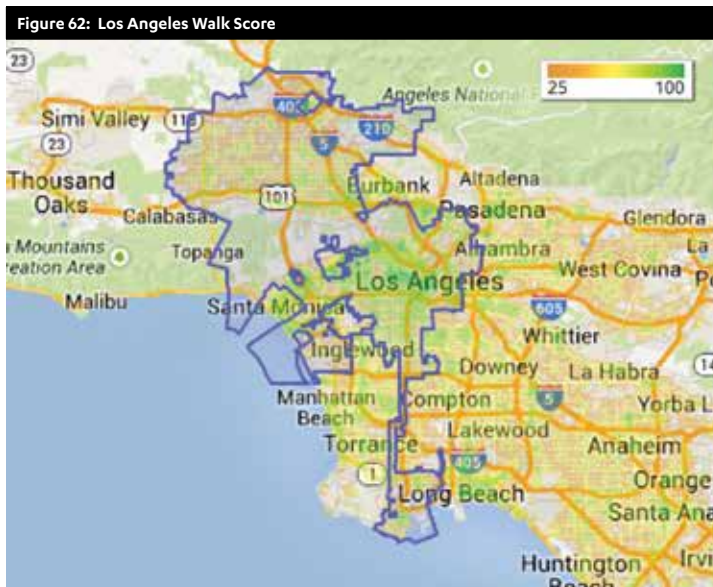 Figure 62: Los Angeles Walk Score
23
Angeles National F
25 100
Simi Valley
118
405
210
23
5
Thousand
Oaks
101
Burbank
Altadena
Calabasas
Pasadena
Glendora
Mountains
reation Area
Topanga
Alhambra
La
West Covina
Los Angeles
Malibu
Santa Monica
605
Whittier
Inglewood
Downey
La Habra
Manhattan
Beach
Compton
5
Yorba L
Lakewood
Torrance
Anaheim
1
405
Orange
Long Beach
Santa Ana
Huntington
Beach
Irvi